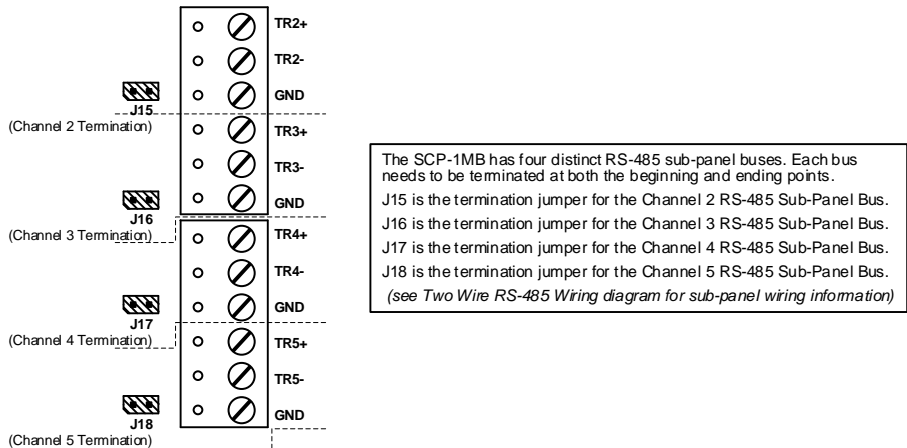 TR2+
TR2-
GND
J15
(Channel 2 Termination)
TR3+
TR3-
GND
J16
(Channel 3 Termination)
TR4+
TR4-
GND
J17
(Channel 4 Termination)
TR5+
TR5-
GND
J18
(Channel 5 Termination)
The SCP-1MB has four distinct RS-485 sub-panel buses. Each bus
needs to be terminated at both the beginning and ending points.
J15 is the termination jumper for the Channel 2 RS-485 Sub-Panel Bus.
J16 is the termination jumper for the Channel 3 RS-485 Sub-Panel Bus.
J17 is the termination jumper for the Channel 4 RS-485 Sub-Panel Bus.
J18 is the termination jumper for the Channel 5 RS-485 Sub-Panel Bus.
(see Two Wire RS-485 Wiring diagram for sub-panel wiring information)